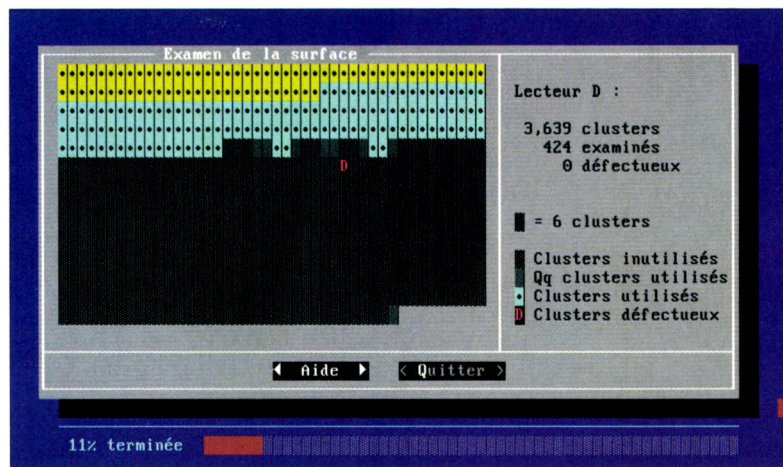 Examen de la surface
Lecteur D :
3,639 clusters
424 examinés
0 défectueux
= 6 clusters
Clusters inutilisés
Qq clusters utilisés
Clusters utilisés
D Clusters défectueux
D
◄ Aide ►
< Quitter >
11% terminée